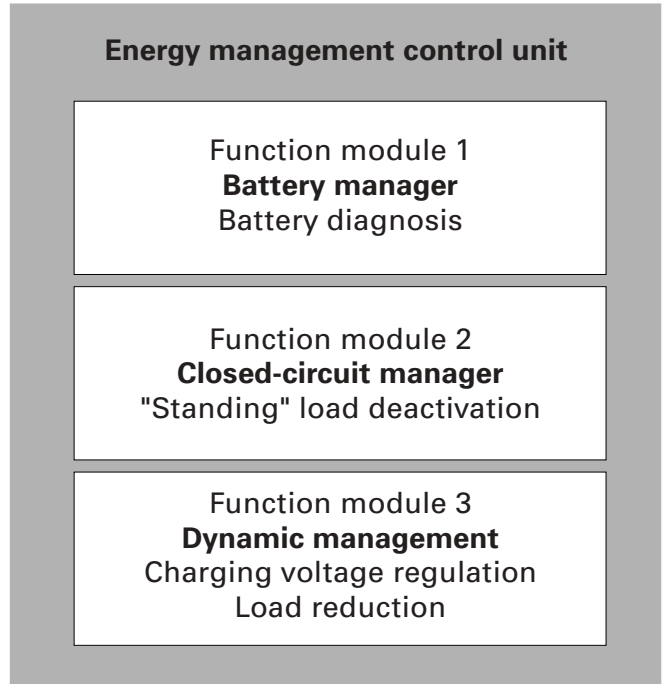 Energy management control unit
Function module 1
Battery manager
Battery diagnosis
Function module 2
Closed-circuit manager
"Standing" load deactivation
Function module 3
Dynamic management
Charging voltage regulation
Load reduction